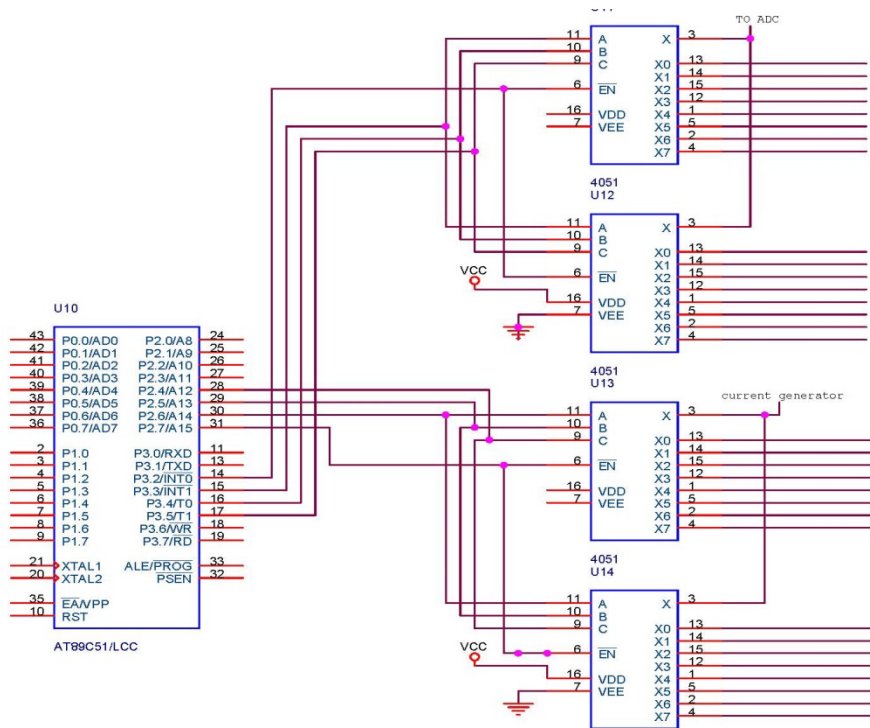 TO ADC
11 A X 3
10 B
9 C X0 13
X1 14
6 EN X2 15
X3 12
16 VDD X4 1
7 VEE X5 5
X6 2
X7 4
4051
U12
11 A X 3
10 B
9 C X0 13
X1 14
VCC
6 EN X2 15
X3 12
16 VDD X4 1
7 VEE X5 5
X6 2
X7 4
U10
43 P0.0/AD0 P2.0/A8 24
42 P0.1/AD1 P2.1/A9 25
41 P0.2/AD2 P2.2/A10 26
40 P0.3/AD3 P2.3/A11 27
39 P0.4/AD4 P2.4/A12 28
38 P0.5/AD5 P2.5/A13 29
37 P0.6/AD6 P2.6/A14 30
36 P0.7/AD7 P2.7/A15 31
2 P1.0 P3.0/RXD 11
3 P1.1 P3.1/TXD 13
4 P1.2 P3.2/INT0 14
5 P1.3 P3.3/INT1 15
6 P1.4 P3.4/T0 16
7 P1.5 P3.5/T1 17
8 P1.6 P3.6/WR 18
9 P1.7 P3.7/RD 19
21 XTAL1 ALE/PROG 33
20 XTAL2 PSEN 32
35 EA/VPP
10 RST
AT89C51/LCC
4051
U13
current generator
11 A X 3
10 B
9 C X0 13
X1 14
6 EN X2 15
X3 12
16 VDD X4 1
7 VEE X5 5
X6 2
X7 4
4051
U14
11 A X 3
10 B
9 C X0 13
X1 14
VCC
6 EN X2 15
X3 12
16 VDD X4 1
7 VEE X5 5
X6 2
X7 4